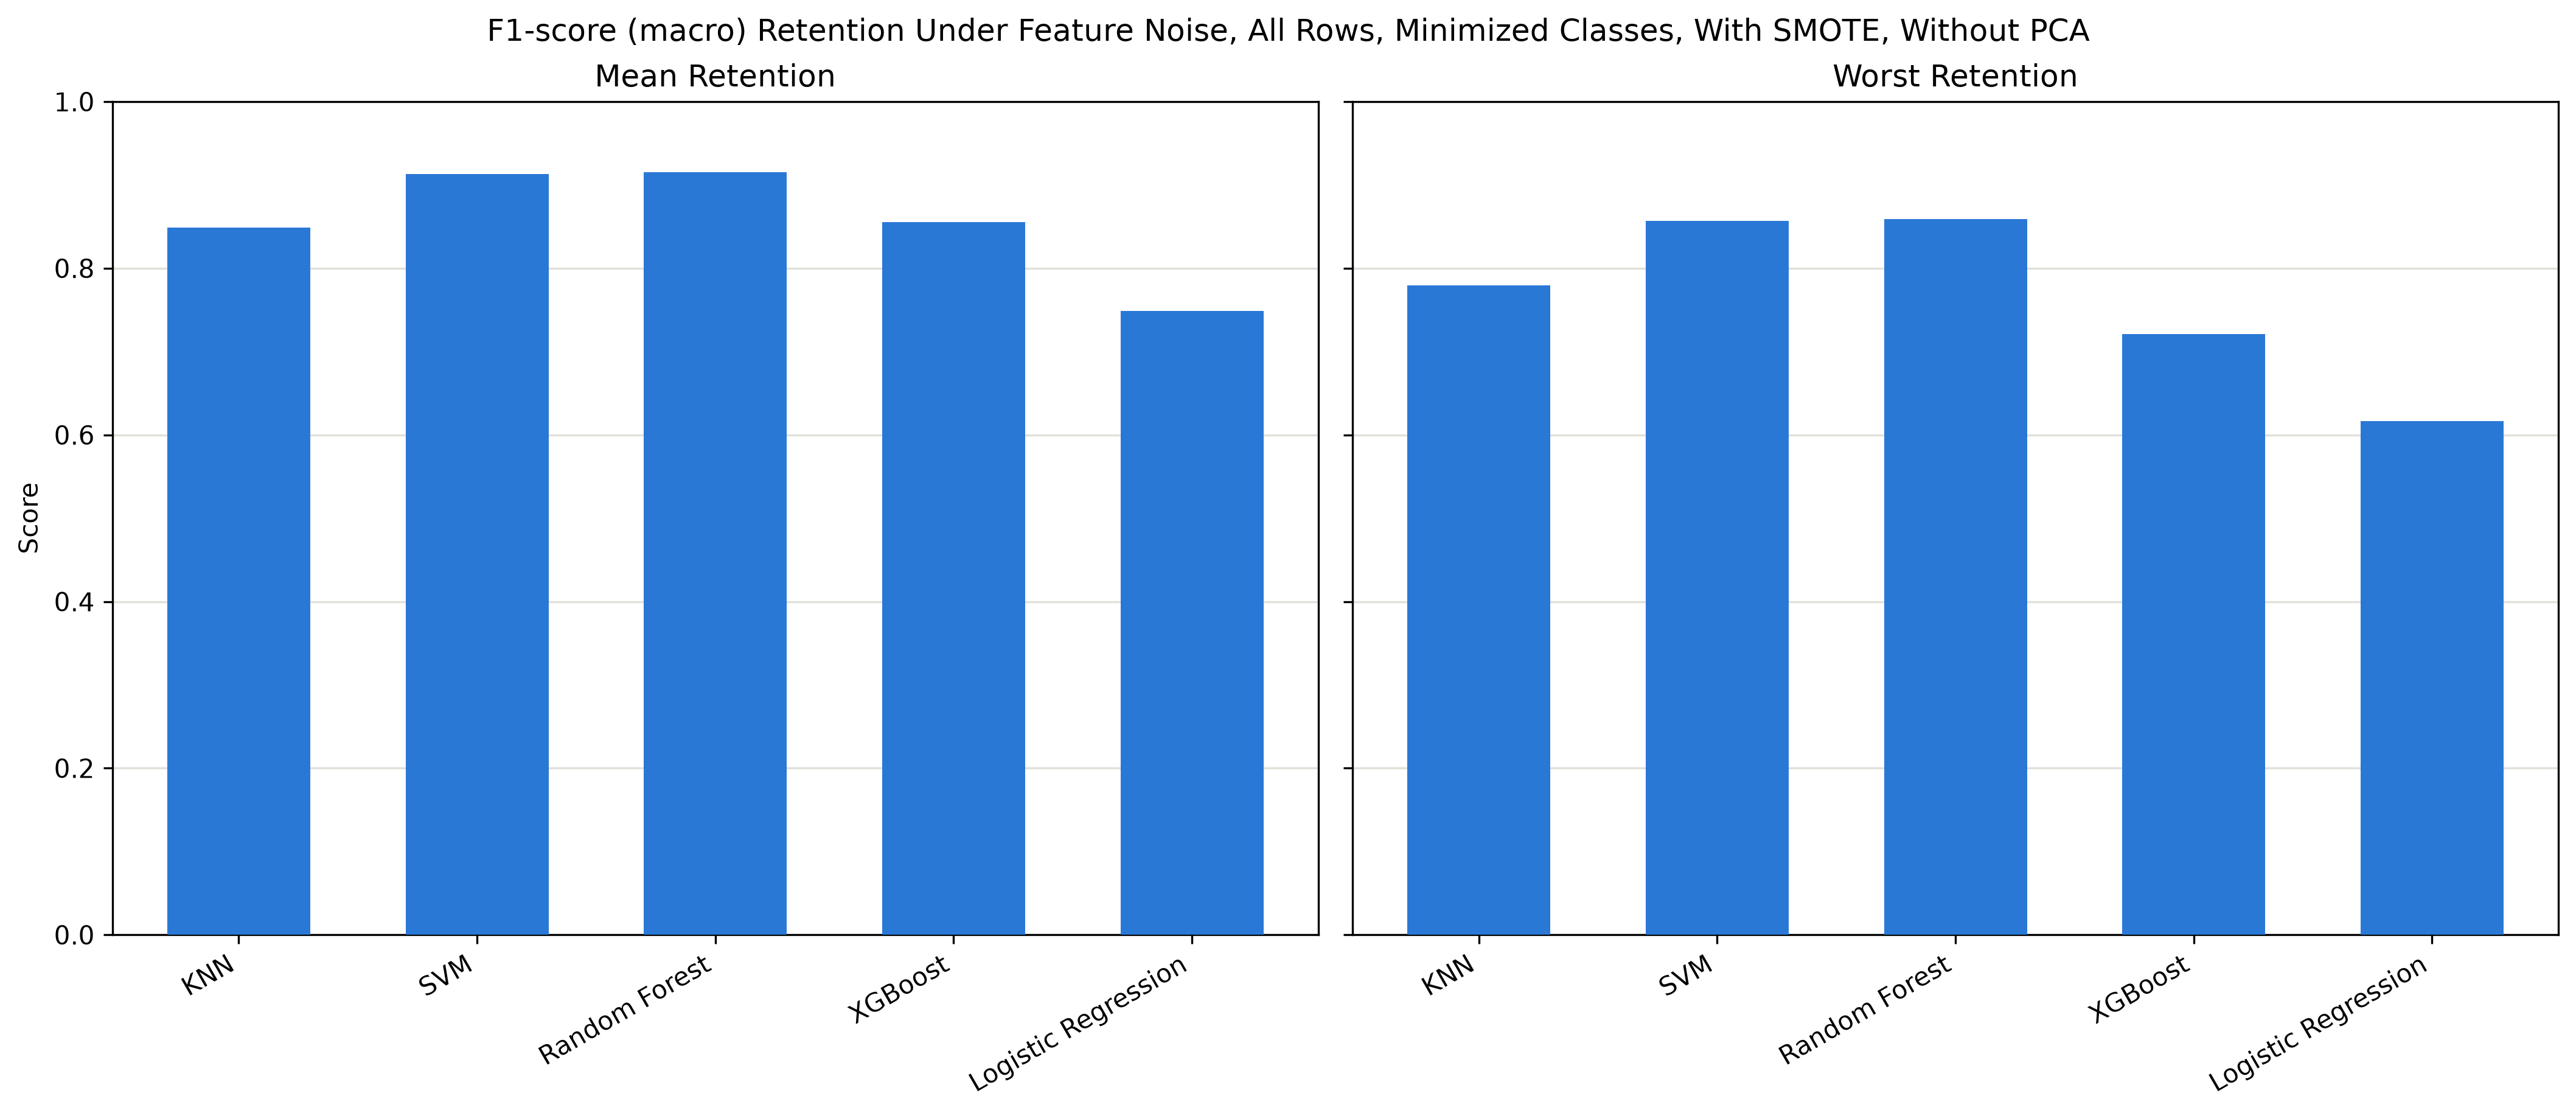 F1-score (macro) Retention Under Feature Noise, All Rows, Minimized Classes, With SMOTE, Without PCA
Mean Retention
Score
1.0
0.8
0.6
0.4
0.2
0.0
KNN
SVM
Random Forest
XGBoost
Logistic Regression
Worst Retention
KNN
SVM
Random Forest
XGBoost
Logistic Regression